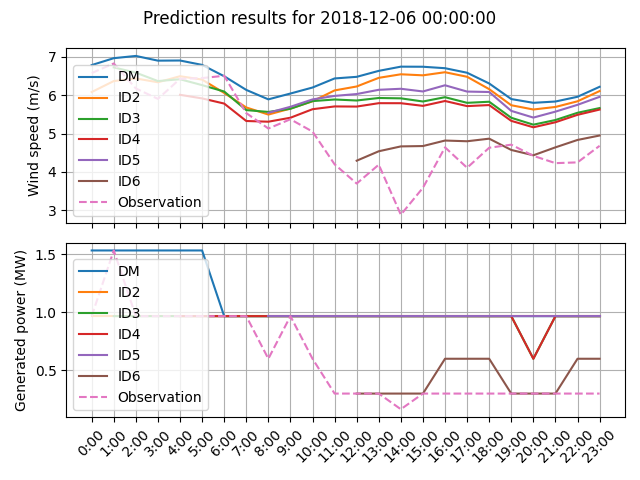 Prediction results for 2018-12-06 00:00:00
Wind speed (m/s)
7
6
5
4
3
DM
ID2
ID3
ID4
ID5
ID6
Observation
Generated power (MW)
1.5
1.0
0.5
DM
ID2
ID3
ID4
ID5
ID6
Observation
0:00
1:00
2:00
3:00
4:00
5:00
6:00
7:00
8:00
9:00
10:00
11:00
12:00
13:00
14:00
15:00
16:00
17:00
18:00
19:00
20:00
21:00
22:00
23:00